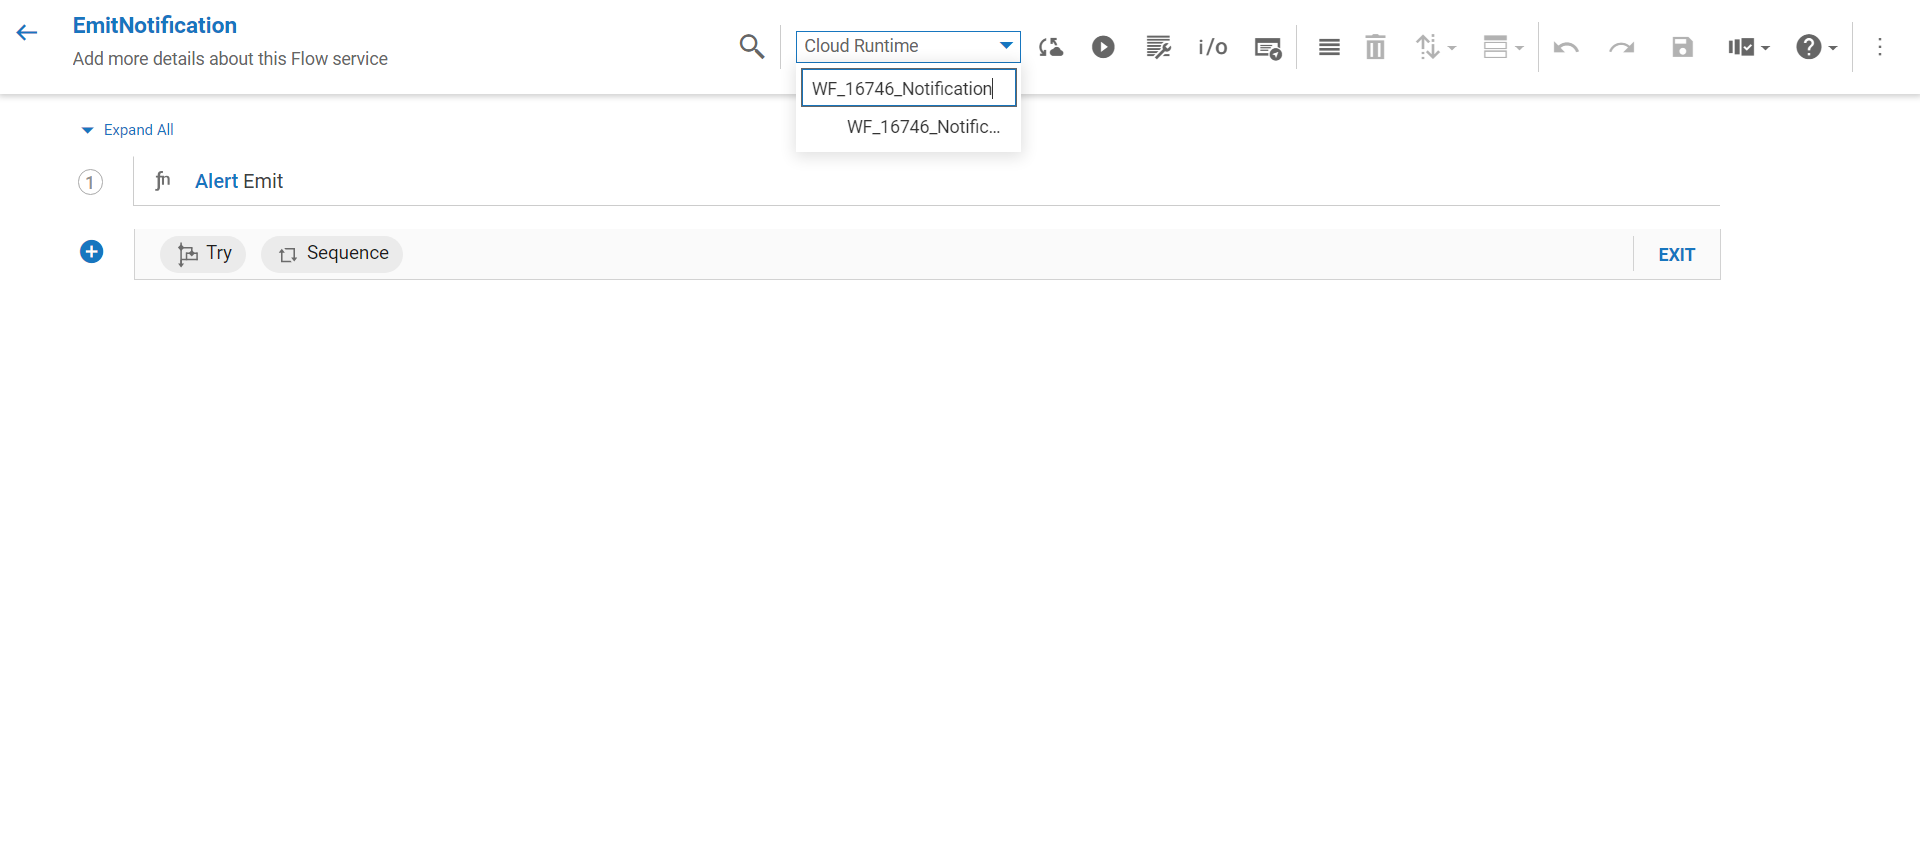 EmitNotification
Add more details about this Flow service
Cloud Runtime
i/o
WF_16746_Notification
WF_16746_Notific...
Expand All
1
fn
Alert Emit
Try
Sequence
EXIT